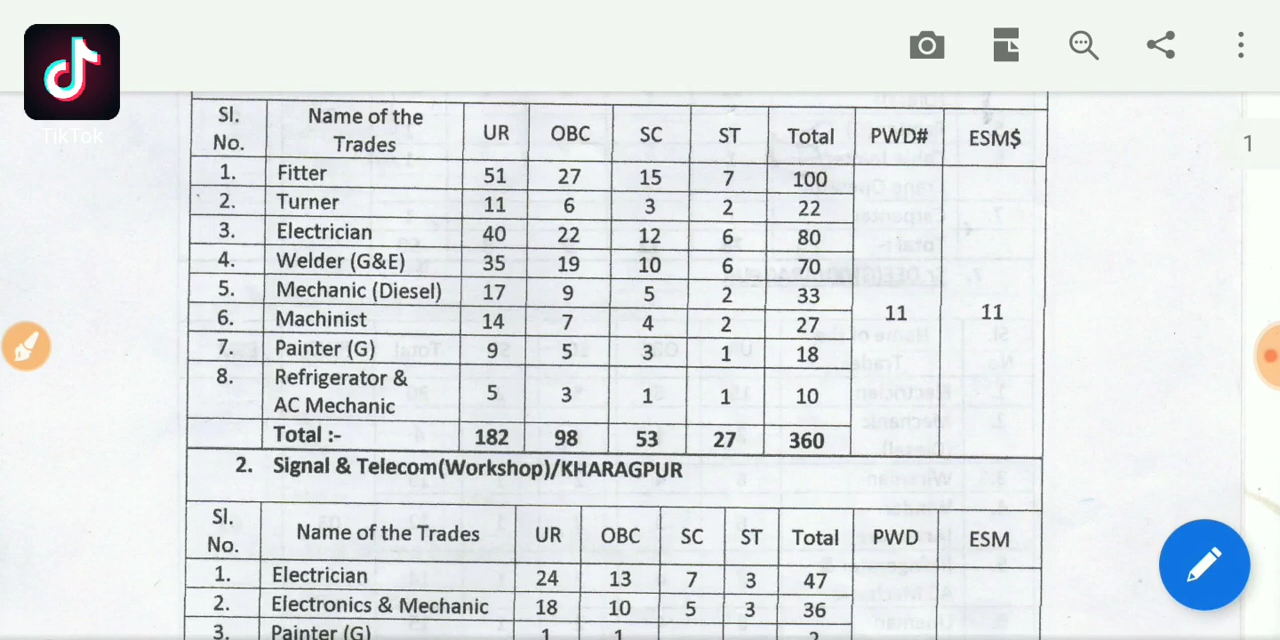 TikTok
1
Sl. No. Name of the Trades UR OBC SC ST Total PWD# ESM$
1. Fitter 51 27 15 7 100
2. Turner 11 6 3 2 22
3. Electrician 40 22 12 6 80
4. Welder (G&E) 35 19 10 6 70
5. Mechanic (Diesel) 17 9 5 2 33
11 11
6. Machinist 14 7 4 2 27
7. Painter (G) 9 5 3 1 18
8. Refrigerator & AC Mechanic 5 3 1 1 10
Total :- 182 98 53 27 360
2. Signal & Telecom(Workshop)/KHARAGPUR
Sl. No. Name of the Trades UR OBC SC ST Total PWD ESM
1. Electrician 24 13 7 3 47
2. Electronics & Mechanic 18 10 5 3 36
3. Painter (G) 1 1 2